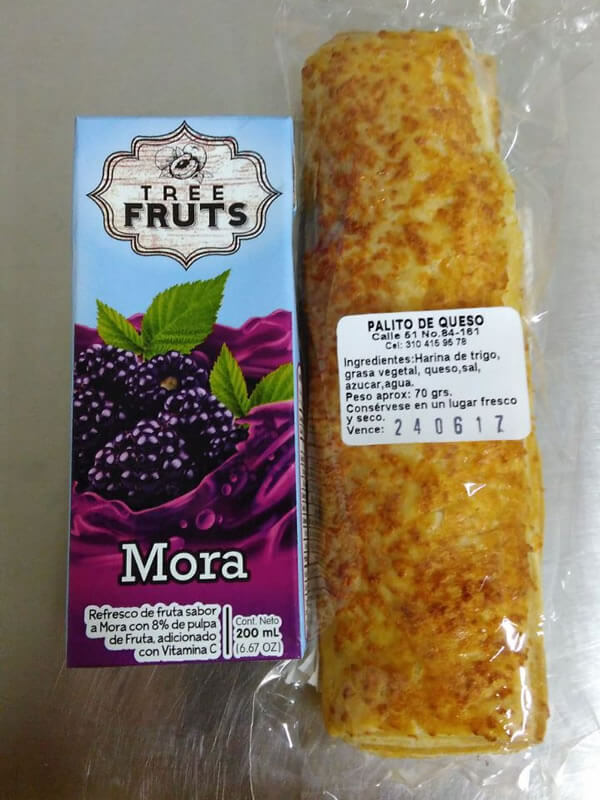 TREE
FRUTS
Mora
Refresco de fruta sabor
a Mora con 8% de pulpa
de Fruta, adicionado
con Vitamina C
Cont. Neto
200 mL
(6.67 OZ)
PALITO DE QUESO
Calle 51 No.84-161
Cel: 310 415 95 78
Ingredientes:Harina de trigo,
grasa vegetal, queso,sal,
azucar,agua.
Peso aprox: 70 grs.
Consérvese en un lugar fresco
y seco.
Vence: 240617